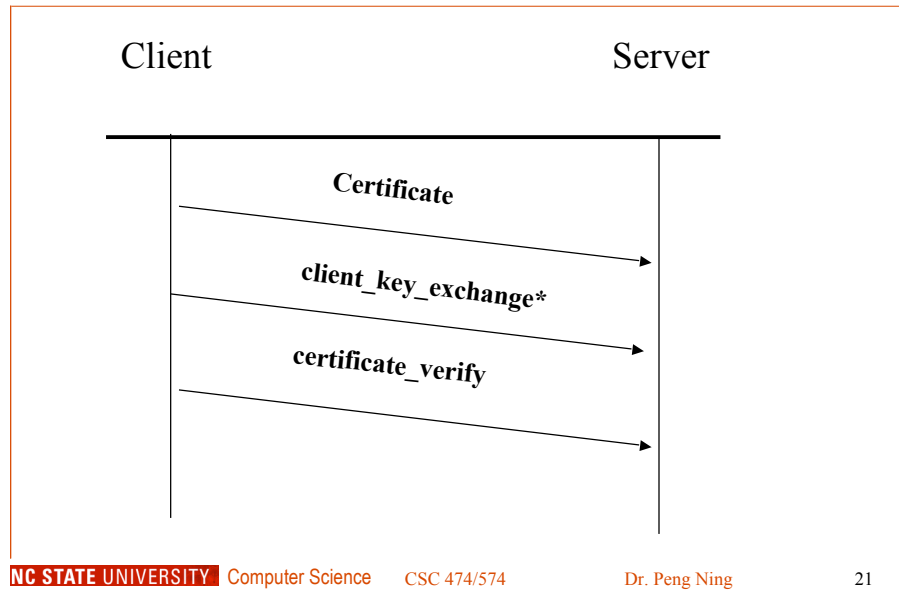 Client Server
Certificate
client_key_exchange*
certificate_verify
NC STATE UNIVERSITY Computer Science CSC 474/574 Dr. Peng Ning 21